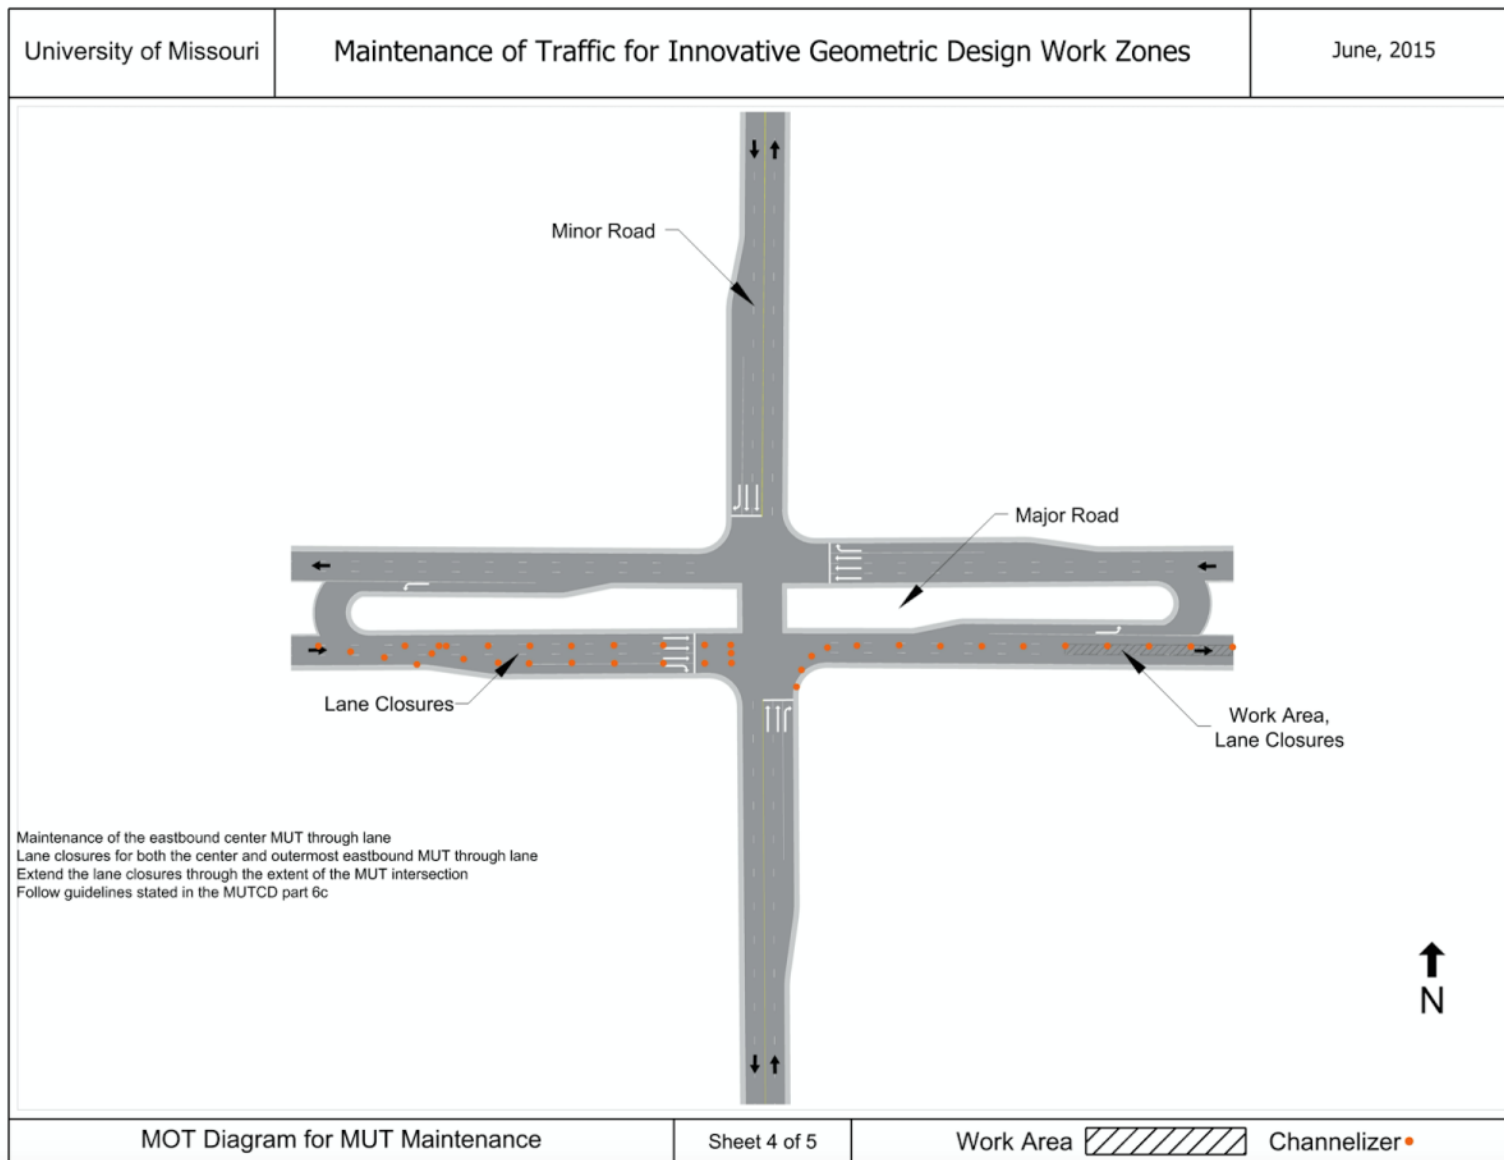 University of Missouri
Maintenance of Traffic for Innovative Geometric Design Work Zones
June, 2015
Minor Road
Major Road
Lane Closures
Work Area,
Lane Closures
Maintenance of the eastbound center MUT through lane
Lane closures for both the center and outermost eastbound MUT through lane
Extend the lane closures through the extent of the MUT intersection
Follow guidelines stated in the MUTCD part 6c
N
MOT Diagram for MUT Maintenance
Sheet 4 of 5
Work Area
Channelizer